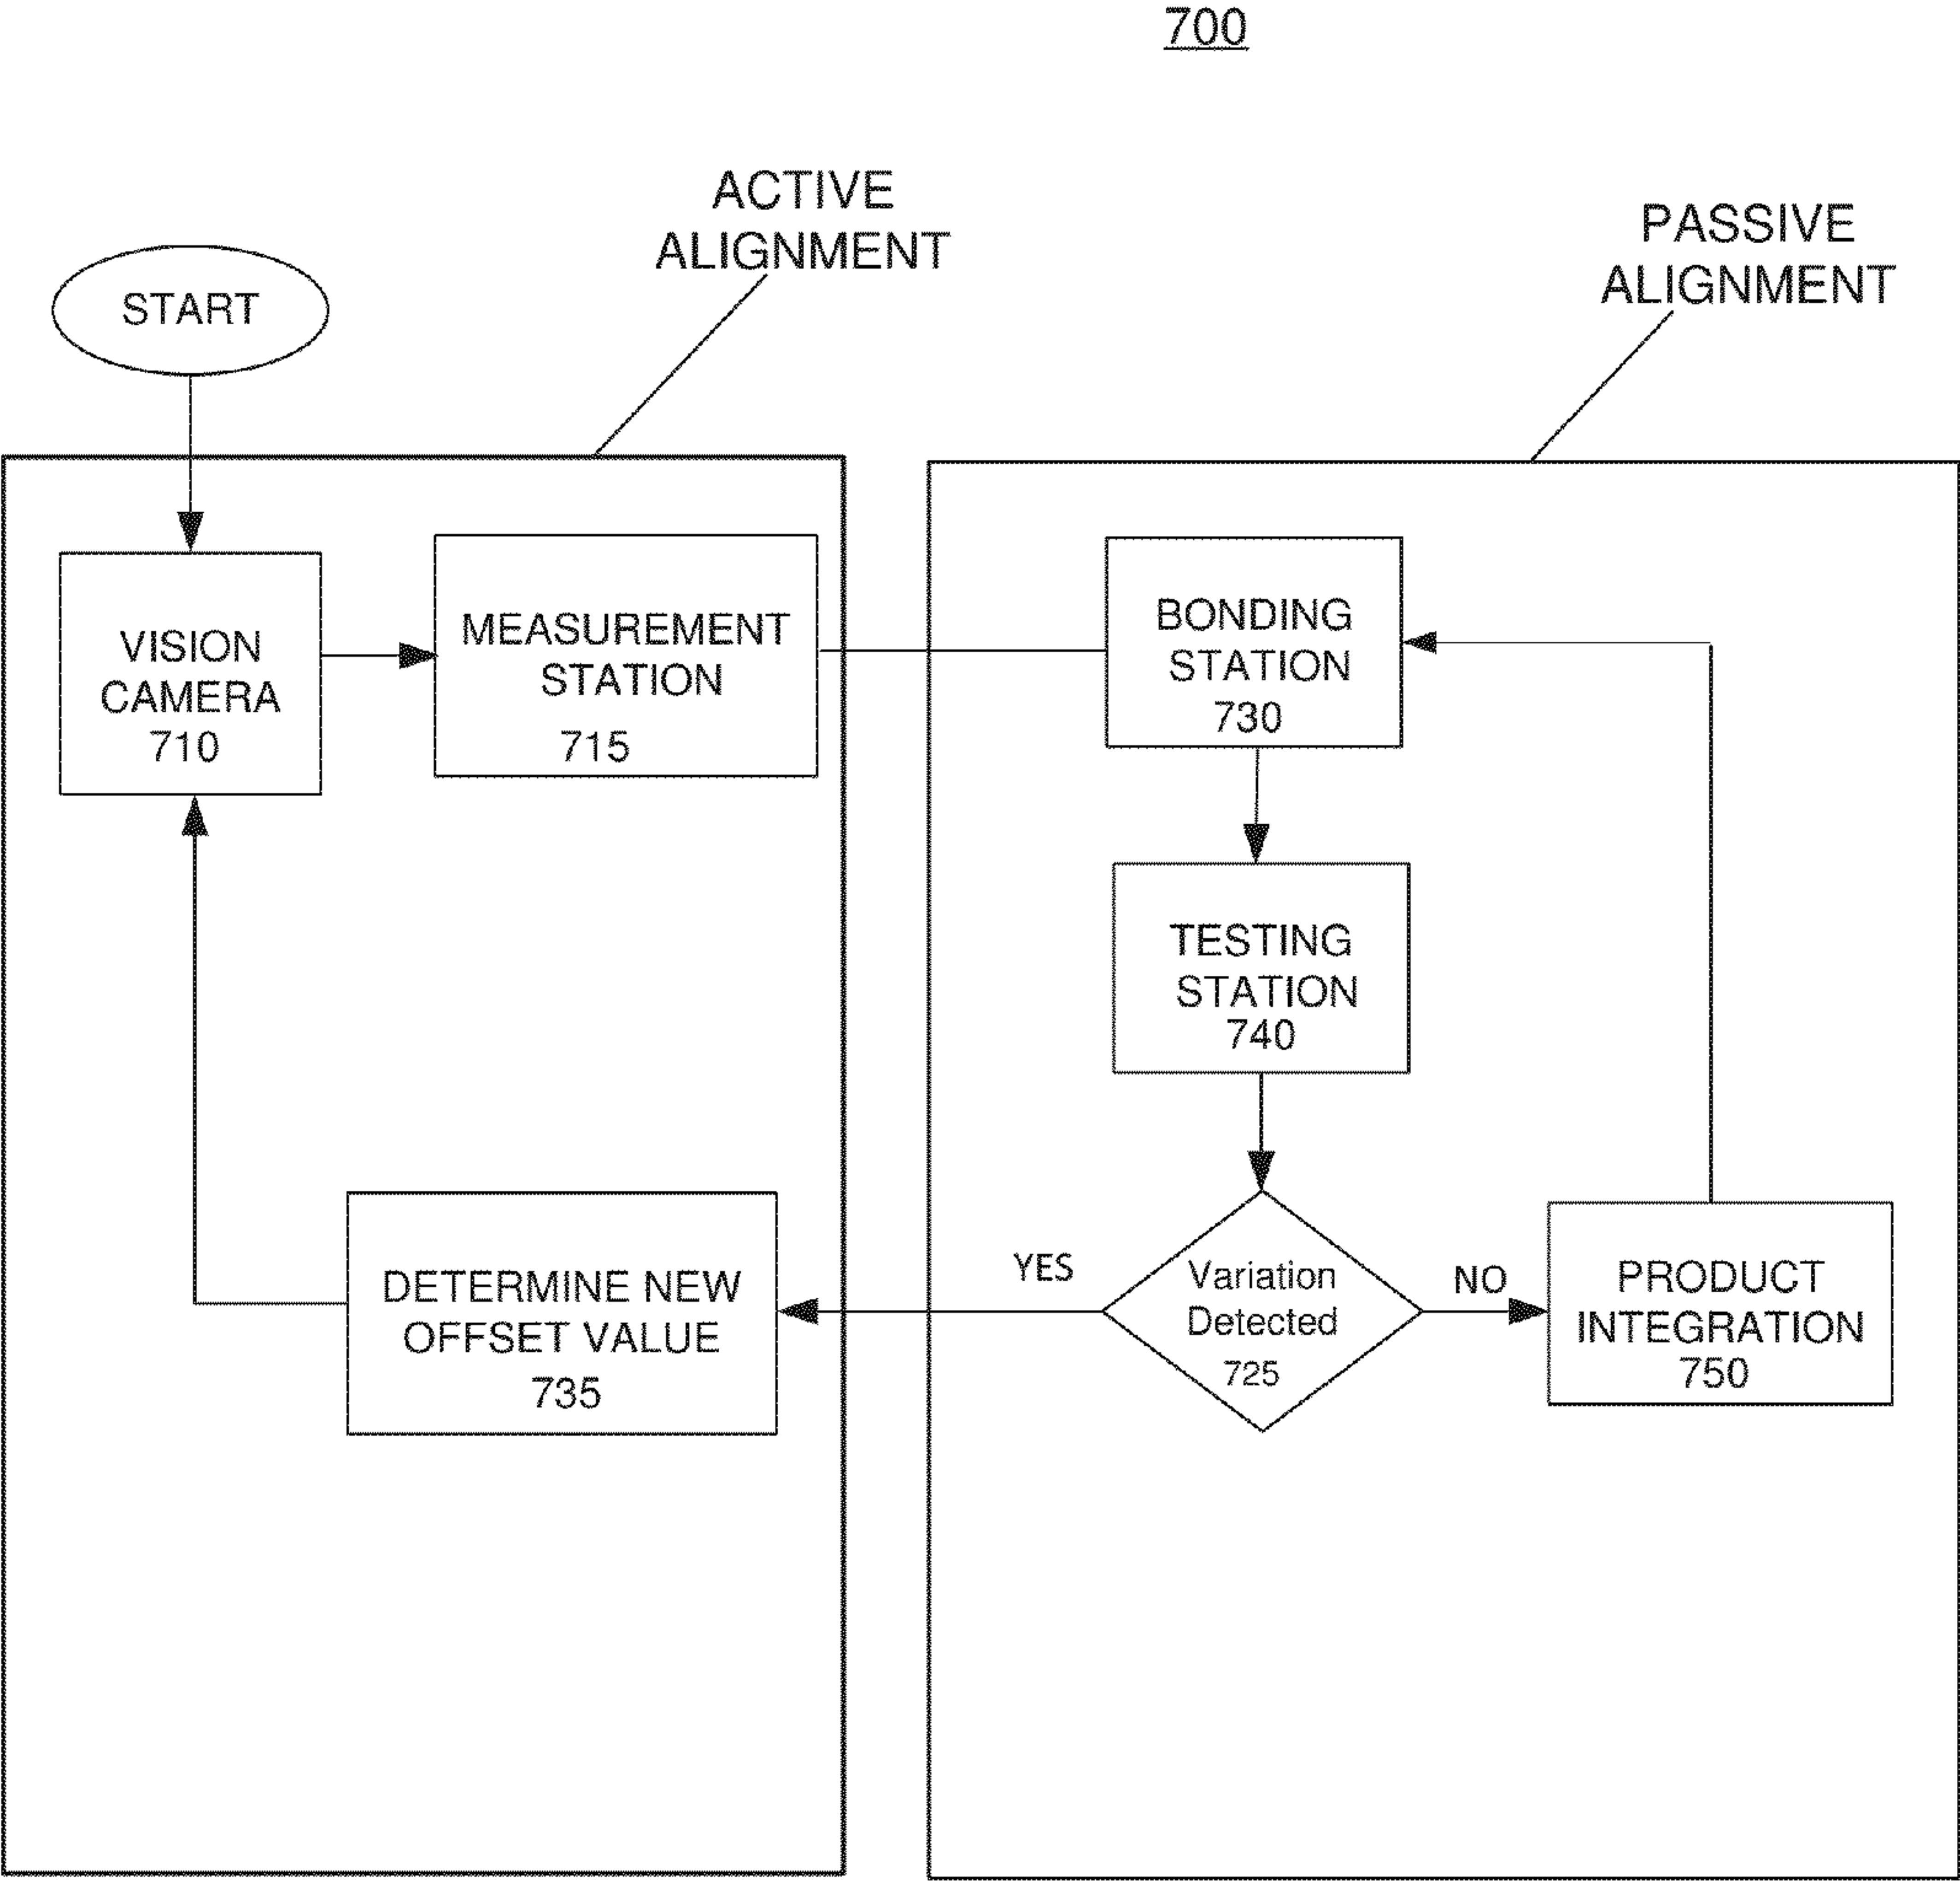 700
ACTIVE
ALIGNMENT
PASSIVE
ALIGNMENT
START
VISION
CAMERA
710
MEASUREMENT
STATION
715
BONDING
STATION
730
TESTING
STATION
740
DETERMINE NEW
OFFSET VALUE
735
YES
Variation
Detected
725
NO
PRODUCT
INTEGRATION
750